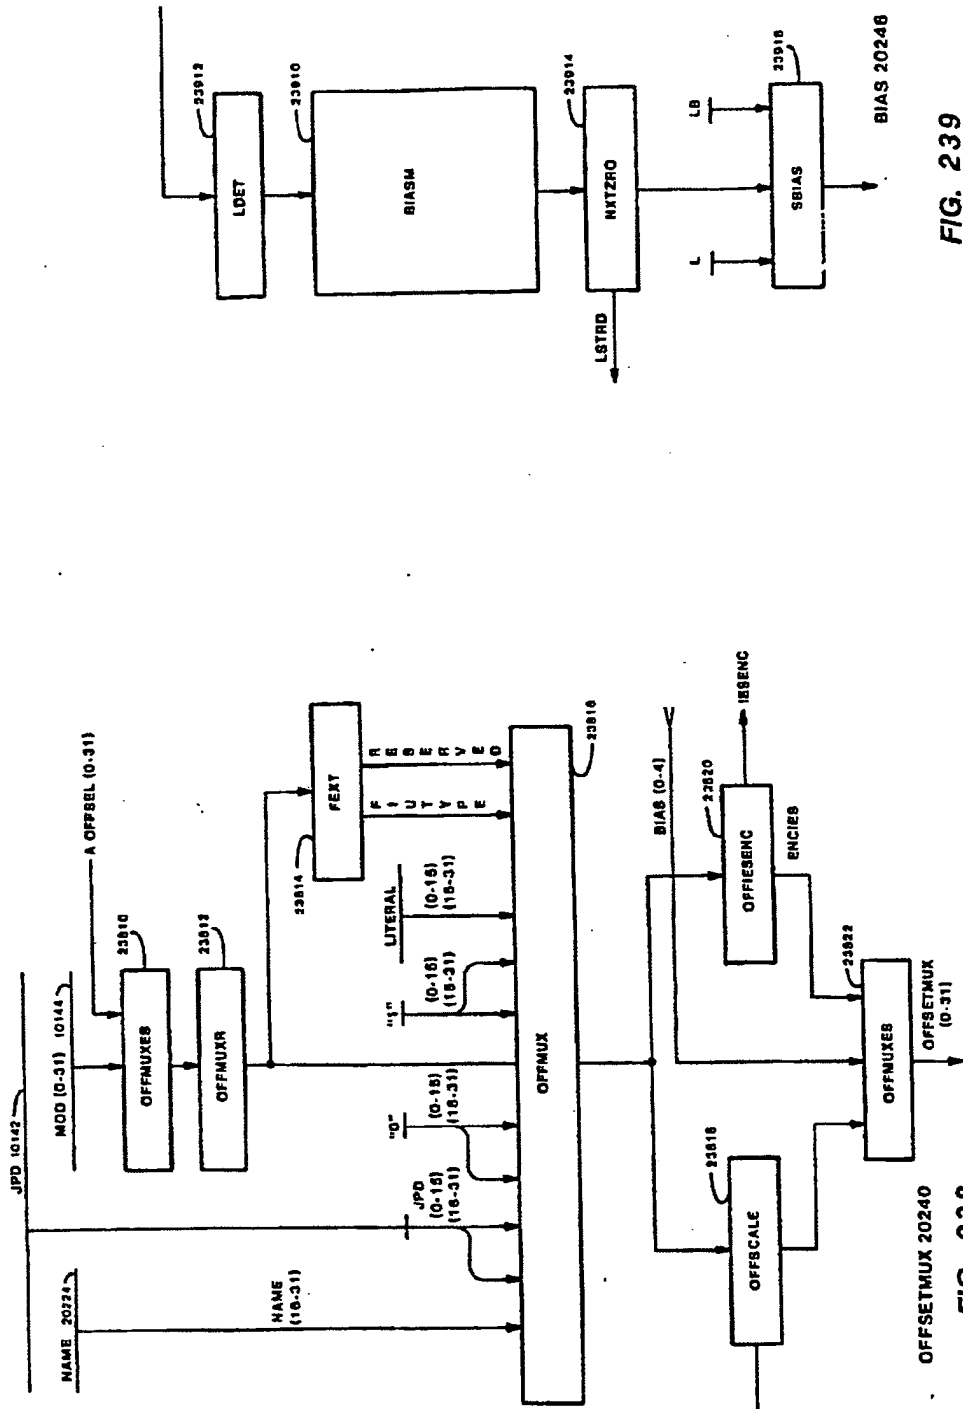 JPD 10142
NAME 20224
MOD (0-31) 10144
A OFFSEL (0-31)
23810
OFFMUXES
23812
OFFMUXR
23814
FEXT
NAME
(16-31)
JPD
(0-15)
(16-31)
"0"
(0-15)
(16-31)
"1"
(0-15)
(16-31)
LITERAL
(0-15)
(16-31)
FIUTYPE
RESERVED
OFFMUX
23816
BIAS (0-4)
23818
OFFSCALE
23820
OFFIESENC
IESENC
ENCIES
23822
OFFMUXES
OFFSETMUX
(0-31)
OFFSETMUX 20240
23912
LDET
23910
BIASM
23914
NXTZRO
LSTRD
L
LB
23916
SBIAS
BIAS 20246
FIG. 239